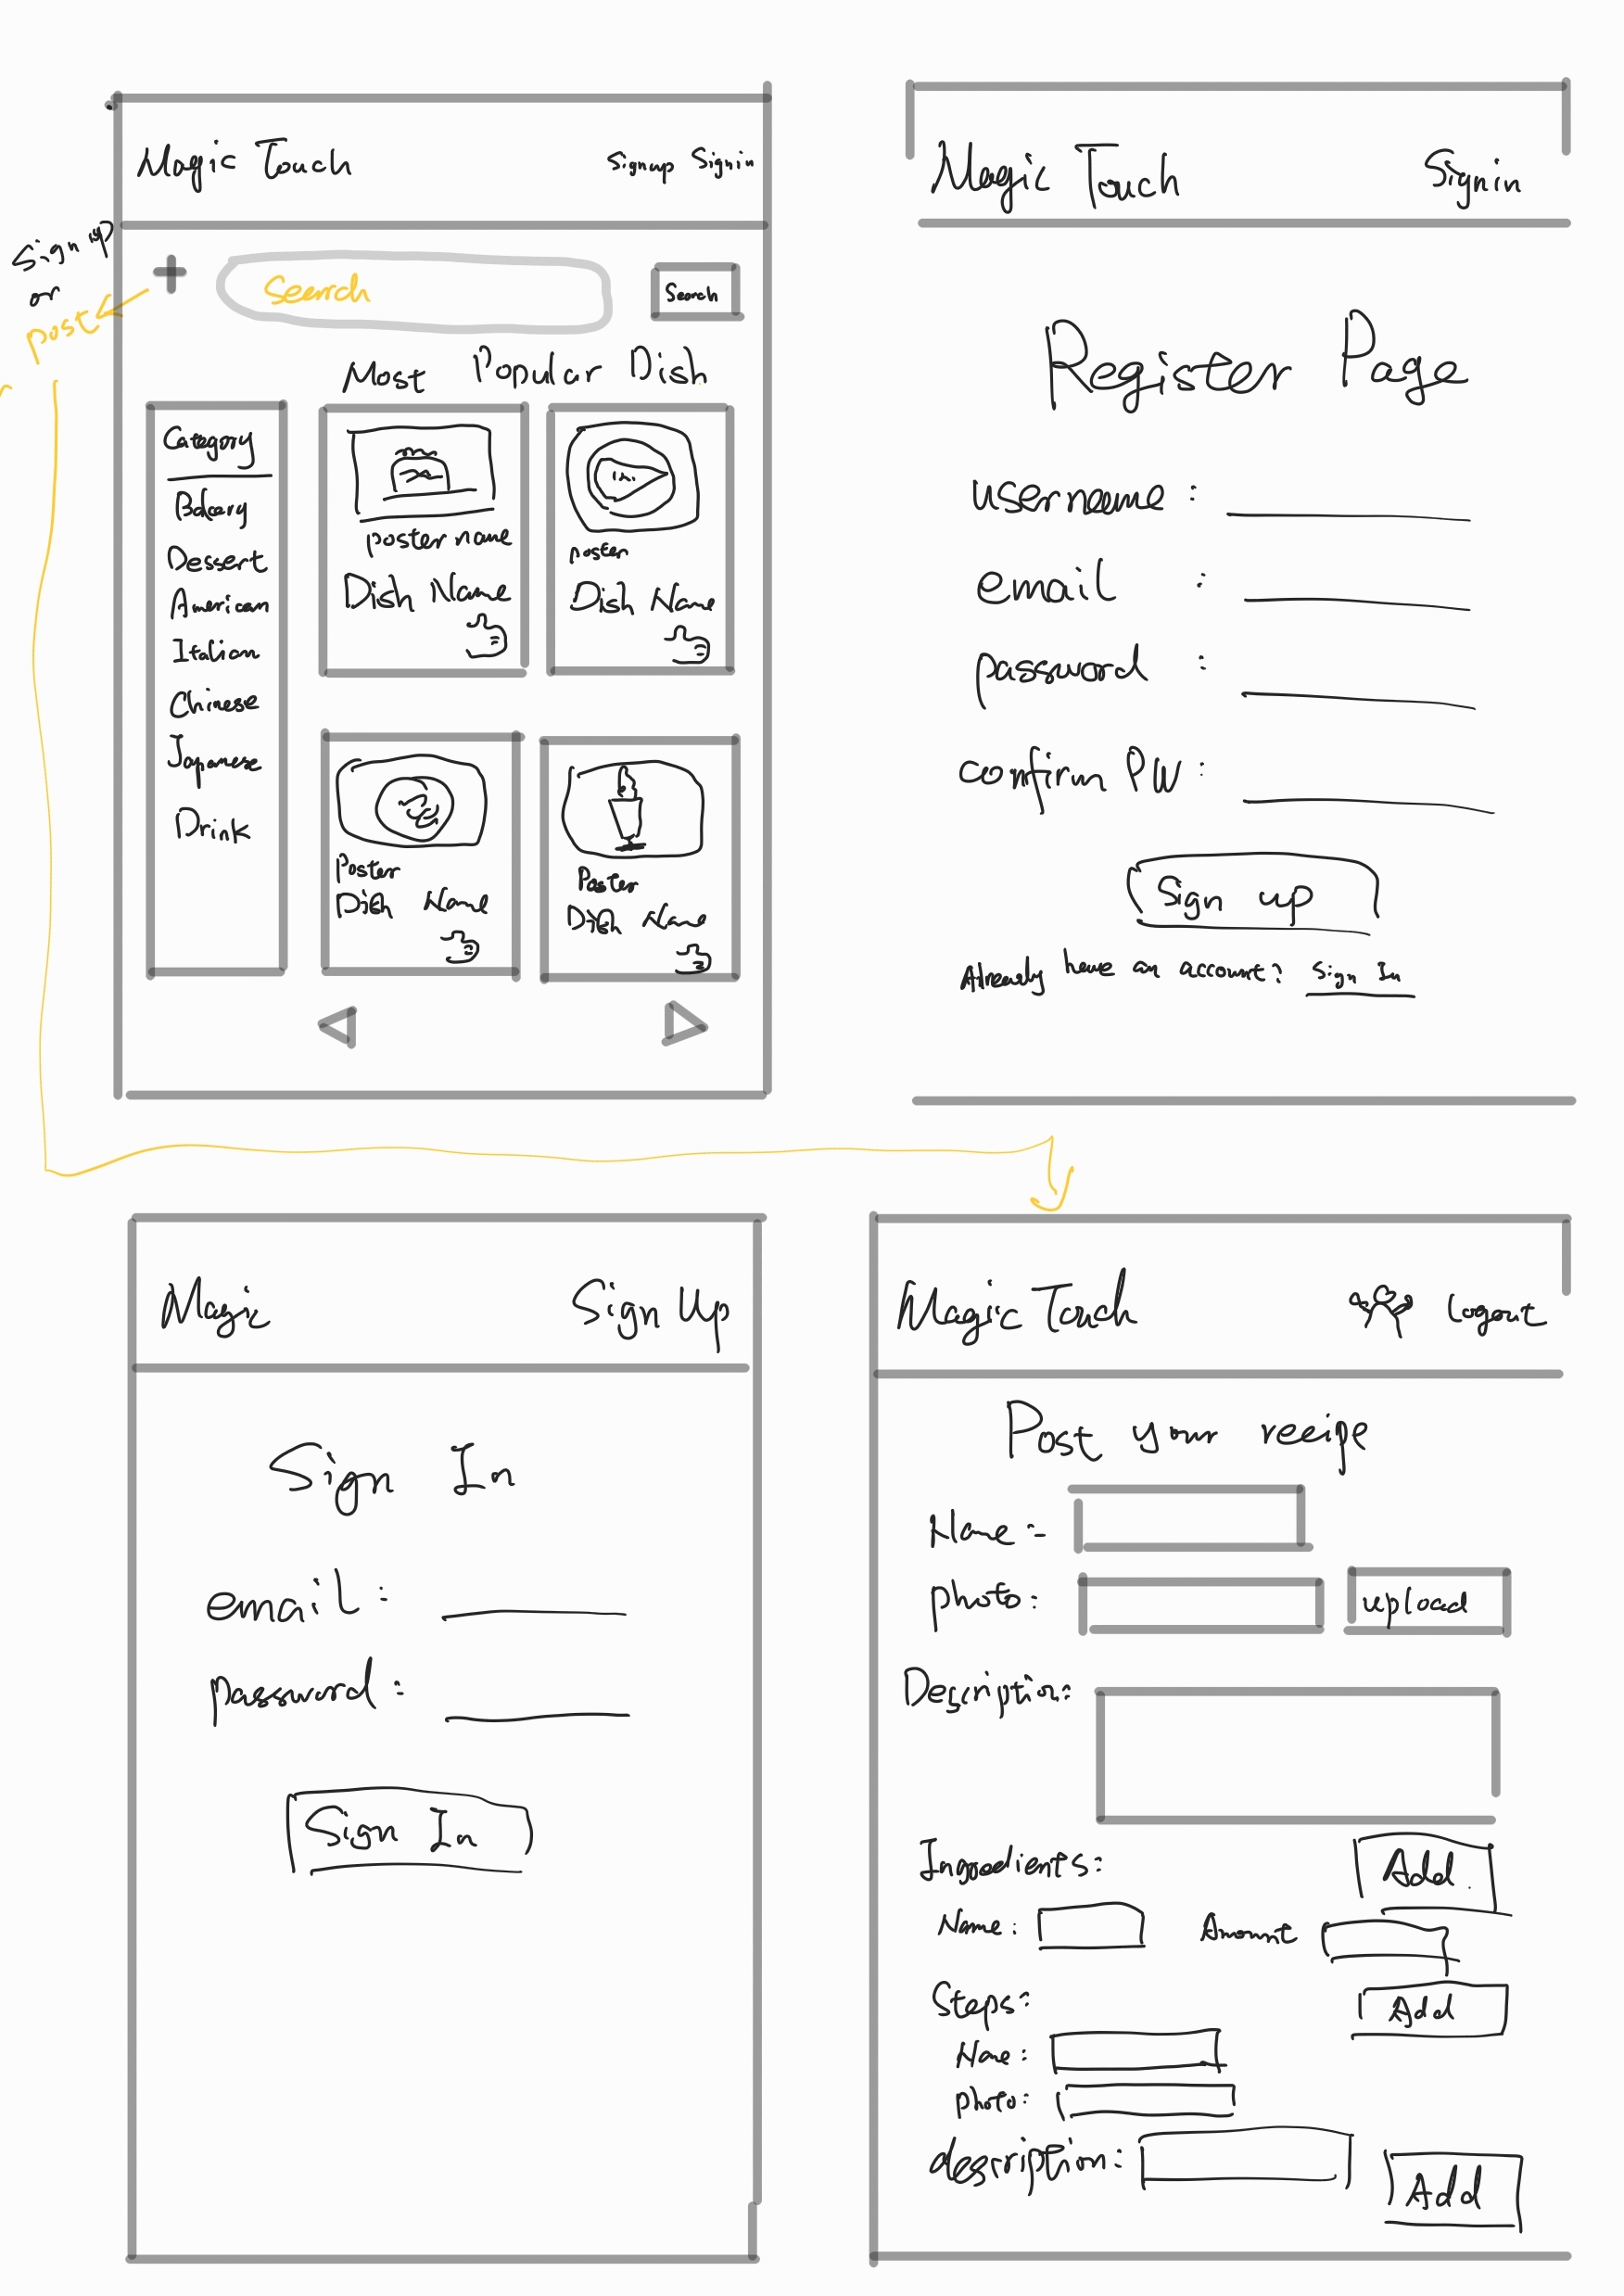 Magic Touch Signup Signin
Sign up
or
post
+ Search Search
Most Popular Dish
Category
Bakery
Dessert
American
Italian
Chinese
Japanese
Drink
poster name
Dish Name
poster
Dish Name
Poster
Dish Name
Poster
Dish Name
Magic Touch Signin
Register Page
username :
email :
password :
confirm PW :
Sign up
Already have an account? Sign In
Magic Sign Up
Sign In
email :
password :
Sign In
Magic Touch Logout
Post your recipe
Name :
photo: upload
Description:
Ingredients: Add
Name: Amount
Steps: Add
Name:
photo:
description: Add